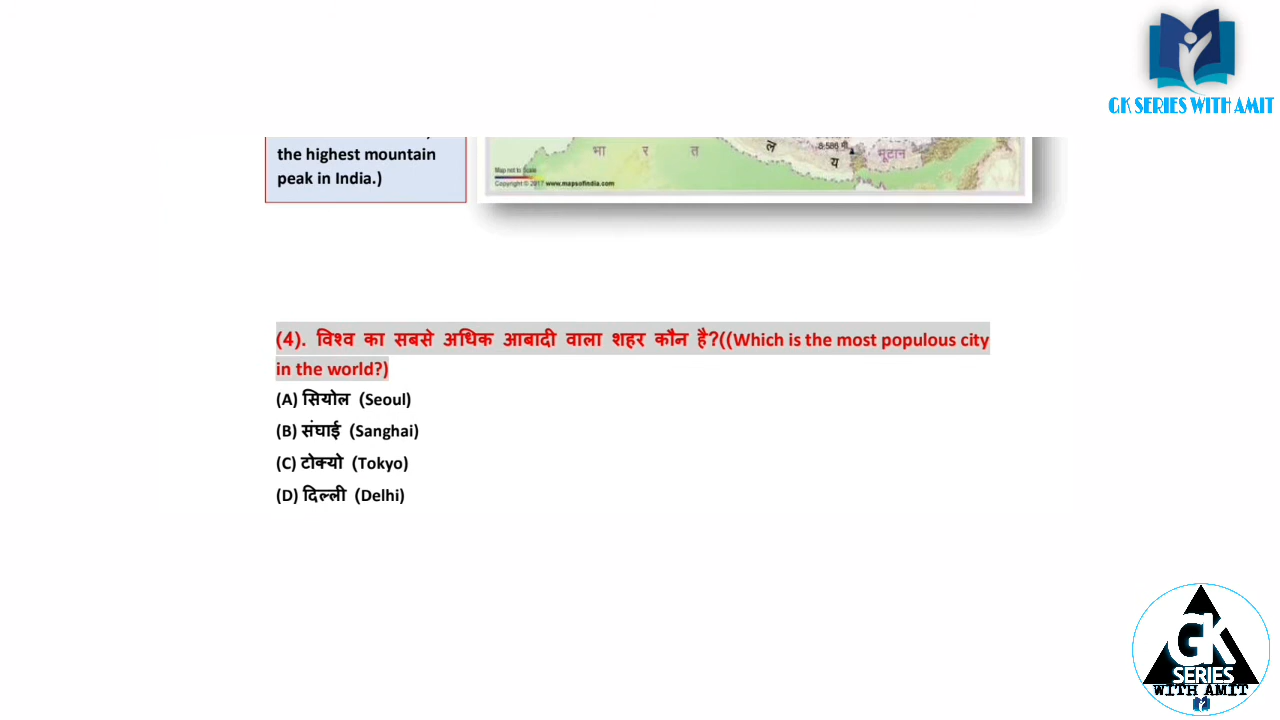 GK SERIES WITH AMIT
the highest mountain
peak in India.)
भा र त
ल
य
8,586 मी
भूटान
Map not to Scale
Copyright © 2017 www.mapsofindia.com
(4). विश्व का सबसे अधिक आबादी वाला शहर कौन है?((Which is the most populous city
in the world?)
(A) सियोल (Seoul)
(B) संघाई (Sanghai)
(C) टोक्यो (Tokyo)
(D) दिल्ली (Delhi)
GK
SERIES
WITH AMIT